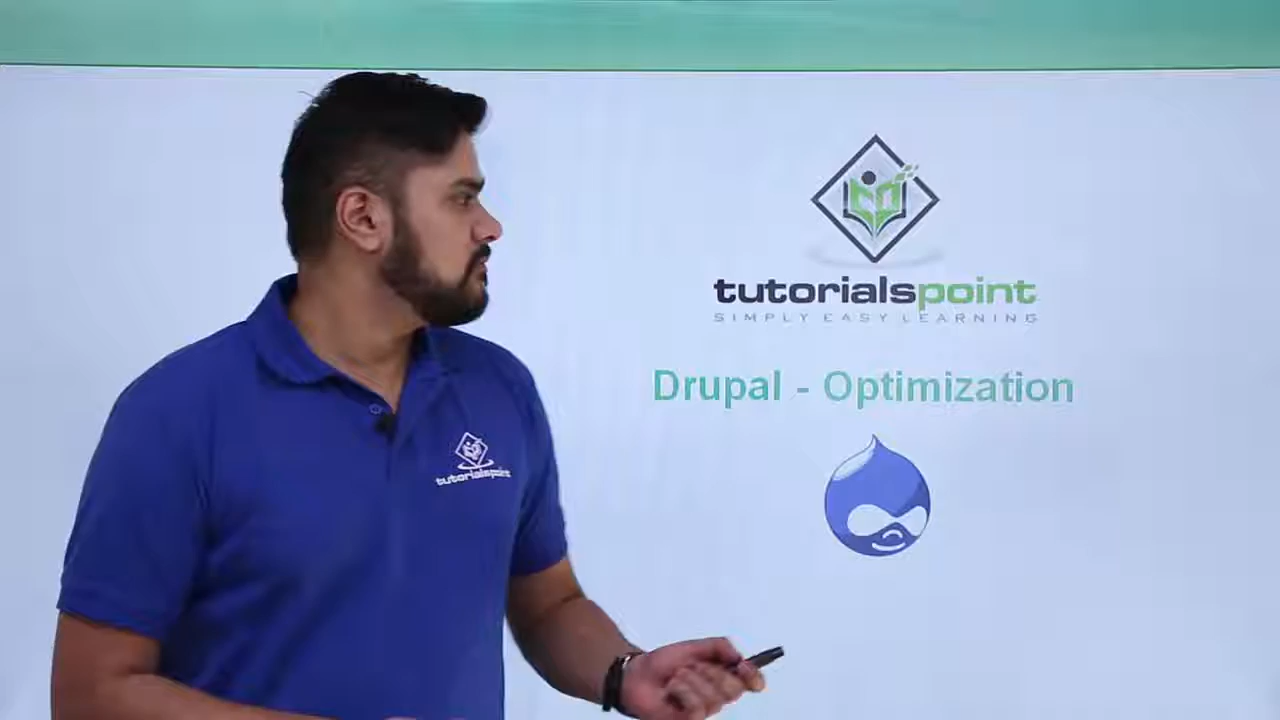 tutorialspoint
SIMPLY EASY LEARNING
Drupal - Optimization
tutorialspoint